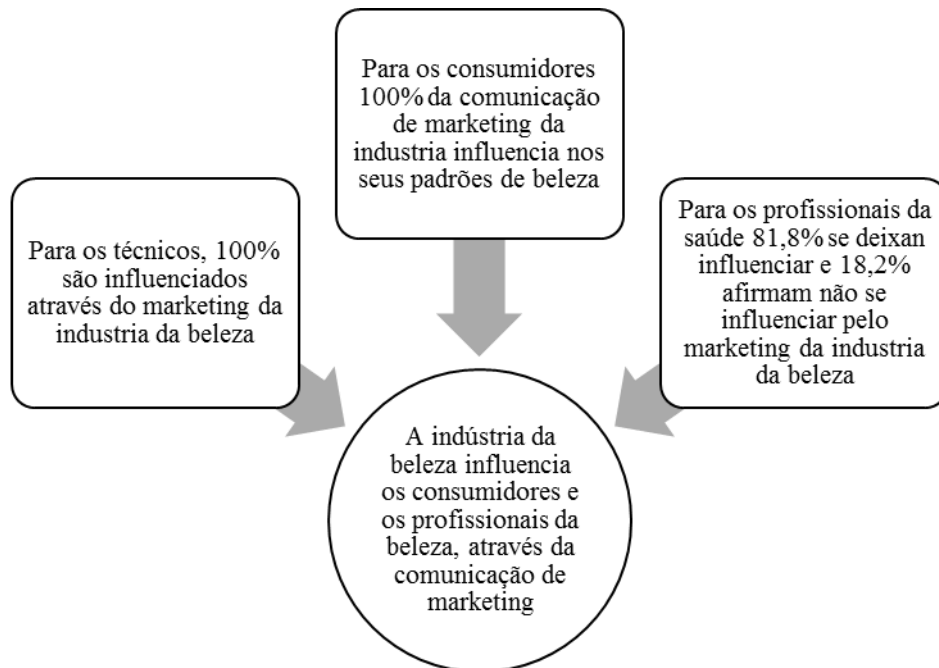 Para os consumidores
100% da comunicação
de marketing da
industria influencia nos
seus padrões de beleza
Para os técnicos, 100%
são influenciados
através do marketing da
industria da beleza
Para os profissionais da
saúde 81,8% se deixan
influenciar e 18,2%
afirmam não se
influenciar pelo
marketing da industria
da beleza
A indústria da
beleza influencia
os consumidores e
os profissionais da
beleza, através da
comunicação de
marketing